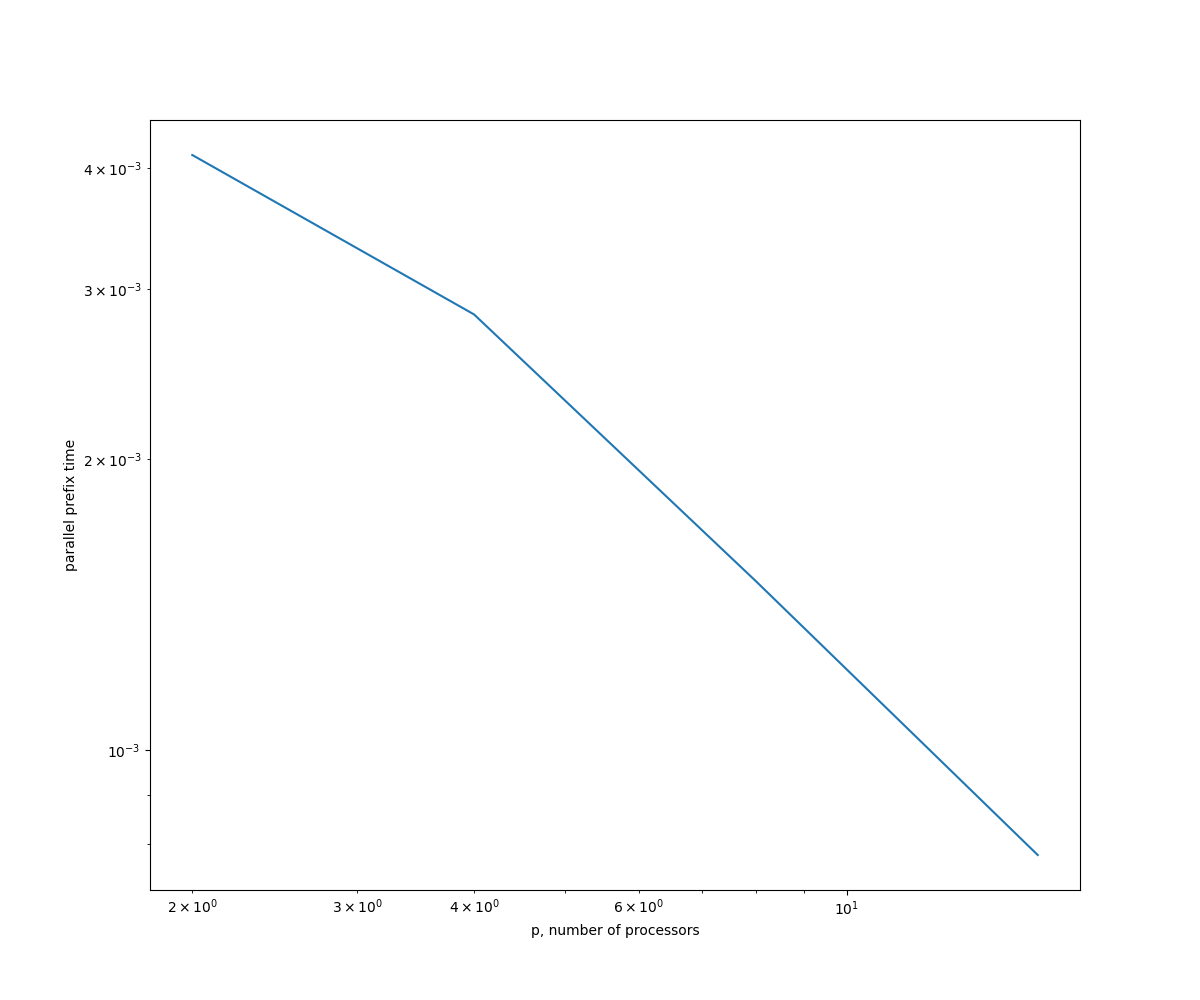 parallel prefix time
4 × 10⁻³
3 × 10⁻³
2 × 10⁻³
10⁻³
2 × 10⁰ 3 × 10⁰ 4 × 10⁰ 6 × 10⁰ 10¹
p, number of processors